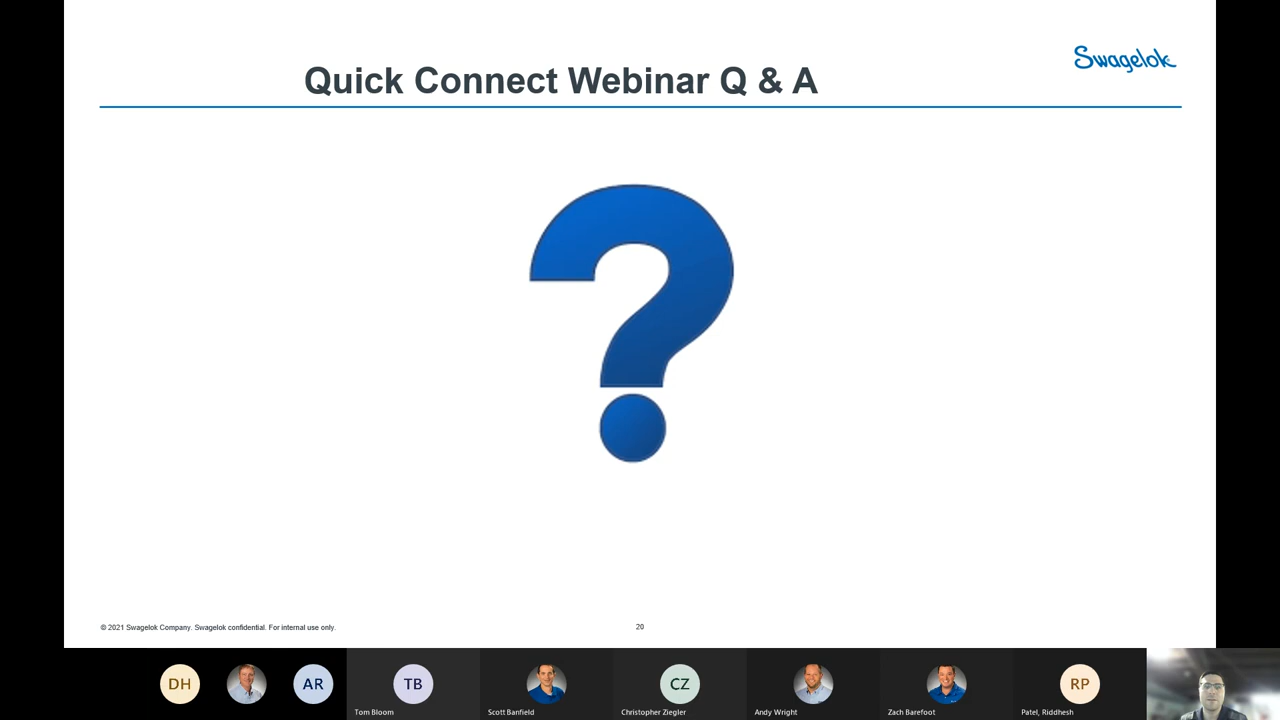 Swagelok
Quick Connect Webinar Q & A
?
© 2021 Swagelok Company. Swagelok confidential. For internal use only.
20
DH
AR
TB
CZ
RP
Tom Bloom
Scott Banfield
Christopher Ziegler
Andy Wright
Zach Barefoot
Patel, Riddhesh